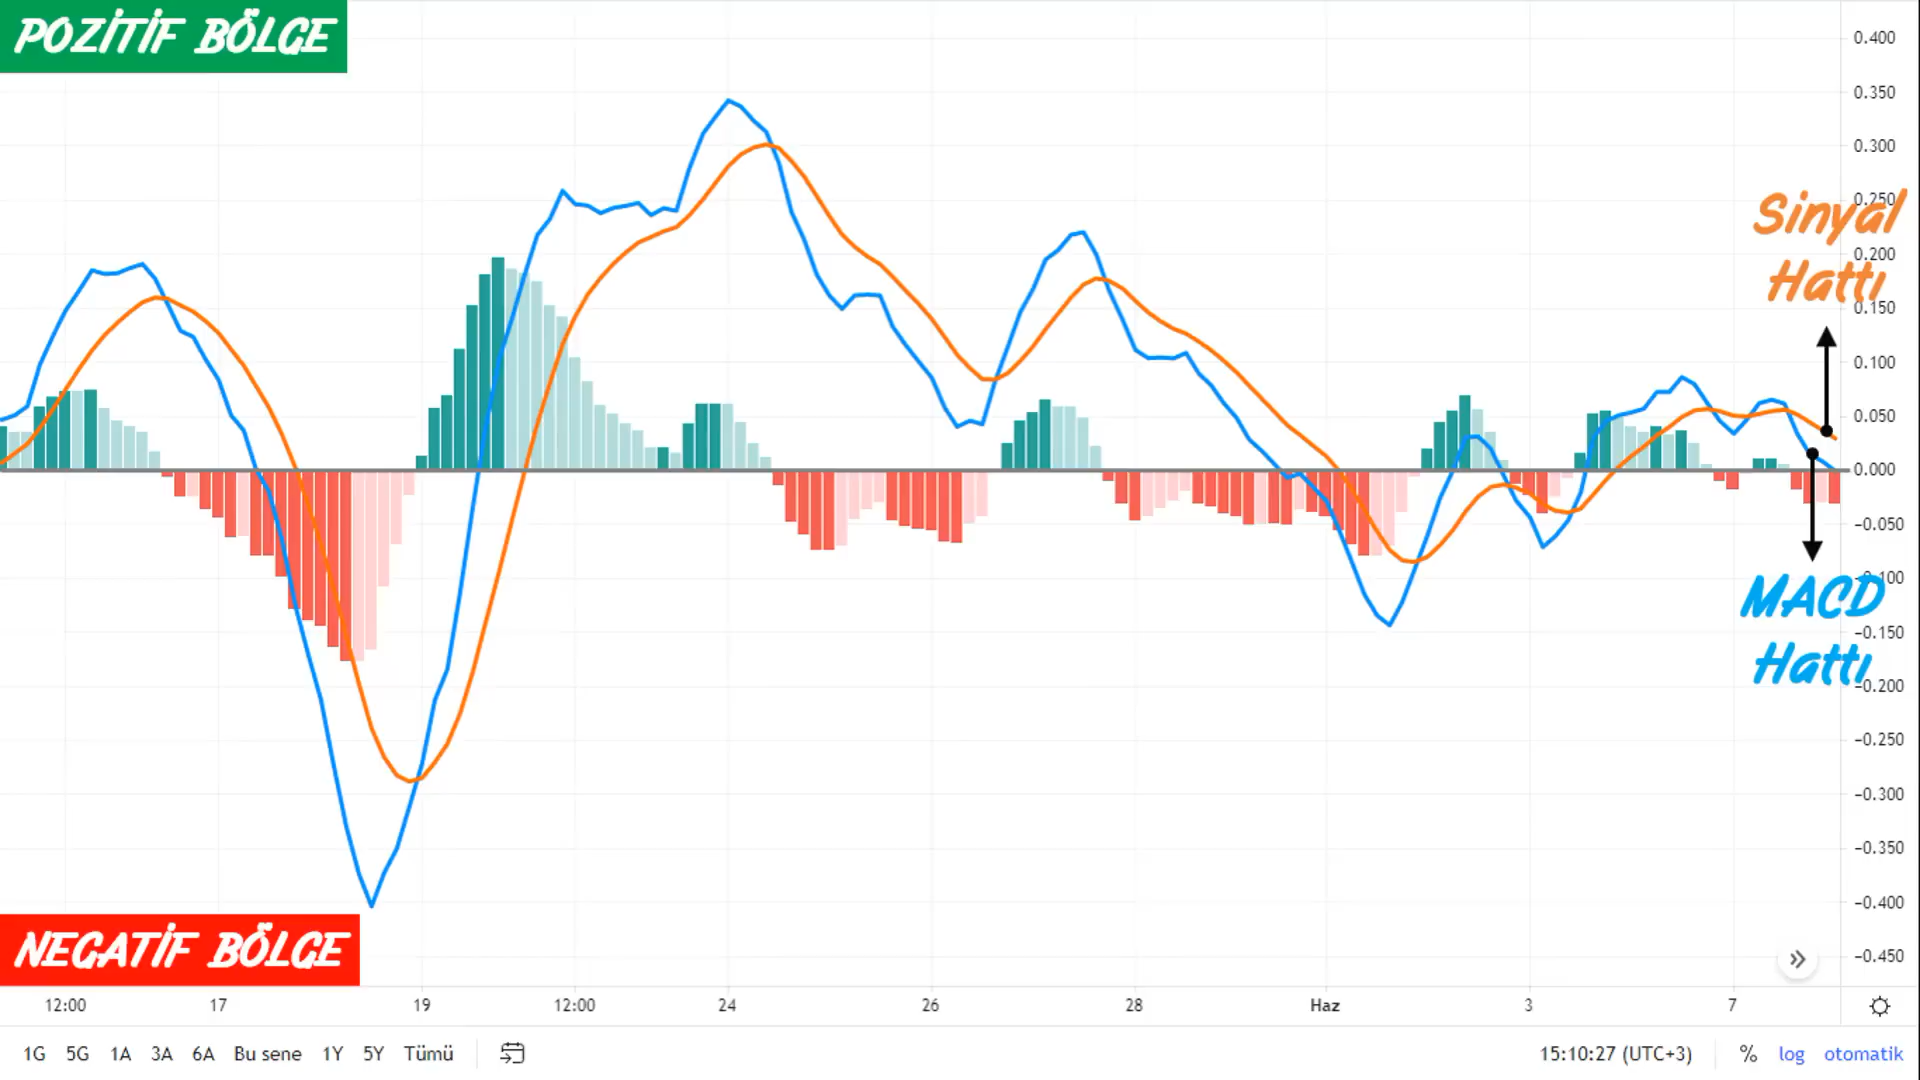 POZİTİF BÖLGE
0.400
0.350
0.300
0.250
Sinyal
0.200
Hattı
0.150
0.100
0.050
0.000
-0.050
-0.100
MACD
-0.150
Hattı
-0.200
-0.250
-0.300
-0.350
-0.400
NEGATİF BÖLGE
-0.450
12:00 17 19 12:00 24 26 28 Haz 3 7
1G 5G 1A 3A 6A Bu sene 1Y 5Y Tümü 15:10:27 (UTC+3) % log otomatik